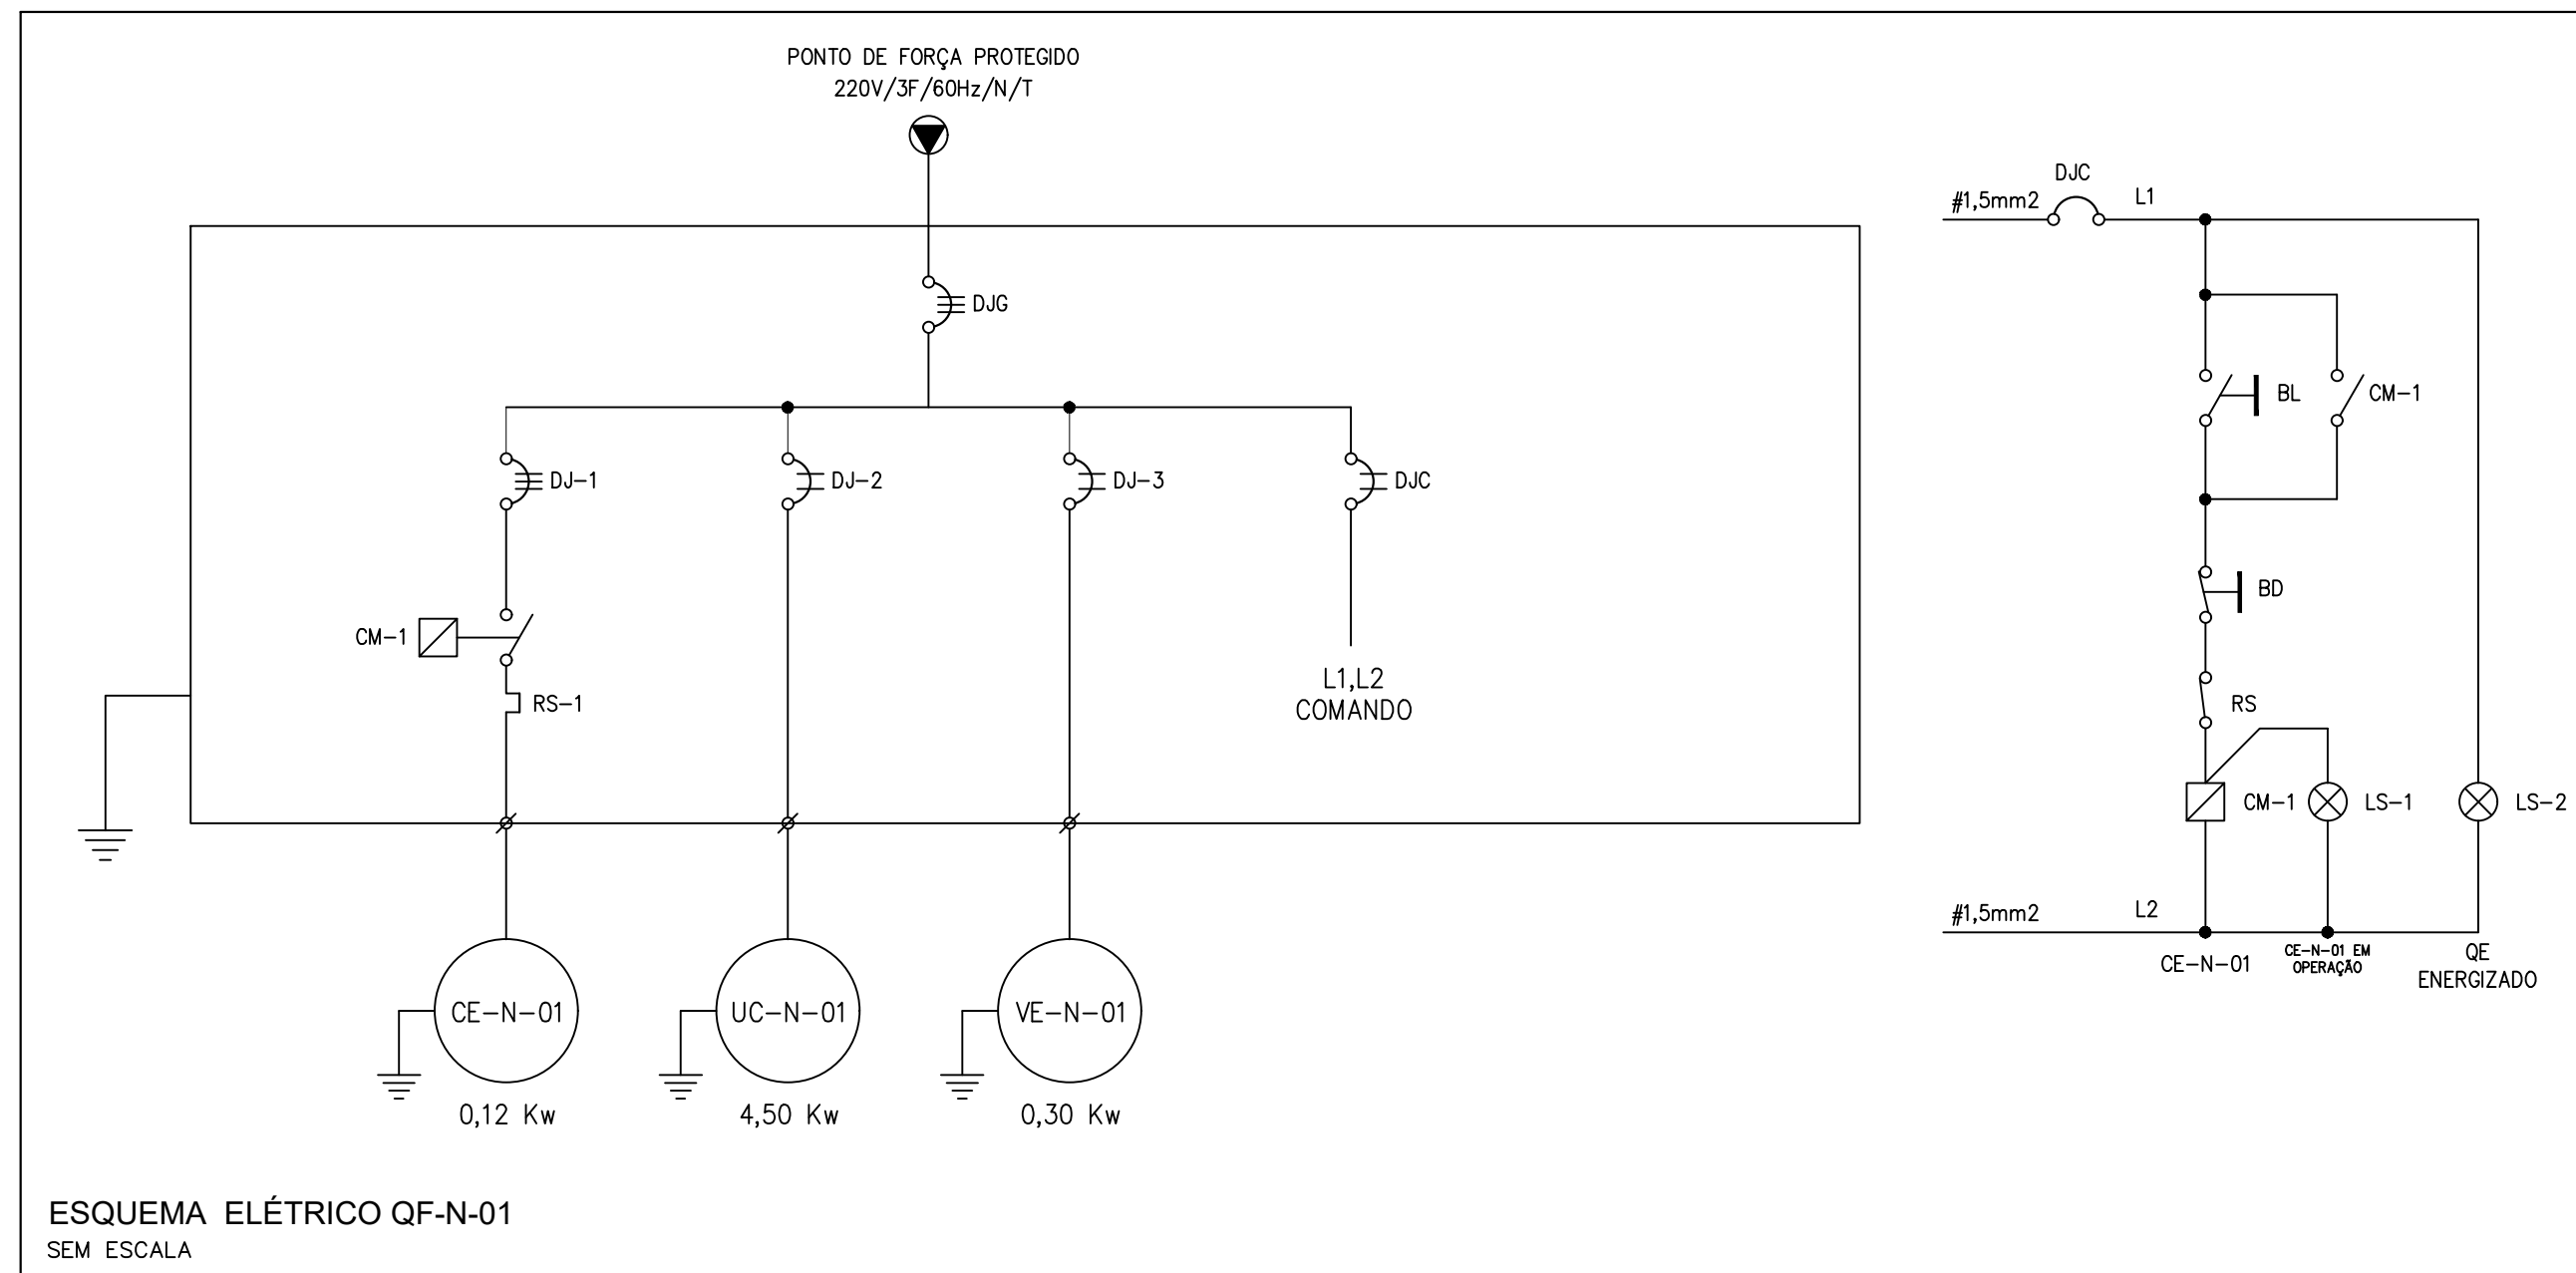 PONTO DE FORÇA PROTEGIDO
220V/3F/60Hz/N/T
DJG
DJ-1
DJ-2
DJ-3
DJC
CM-1
RS-1
L1,L2
COMANDO
CE-N-01
UC-N-01
VE-N-01
0,12 Kw
4,50 Kw
0,30 Kw
DJC
#1,5mm2
L1
BL
CM-1
BD
RS
CM-1
LS-1
LS-2
#1,5mm2
L2
CE-N-01
CE-N-01 EM
OPERAÇÃO
QE
ENERGIZADO
ESQUEMA ELÉTRICO QF-N-01
SEM ESCALA